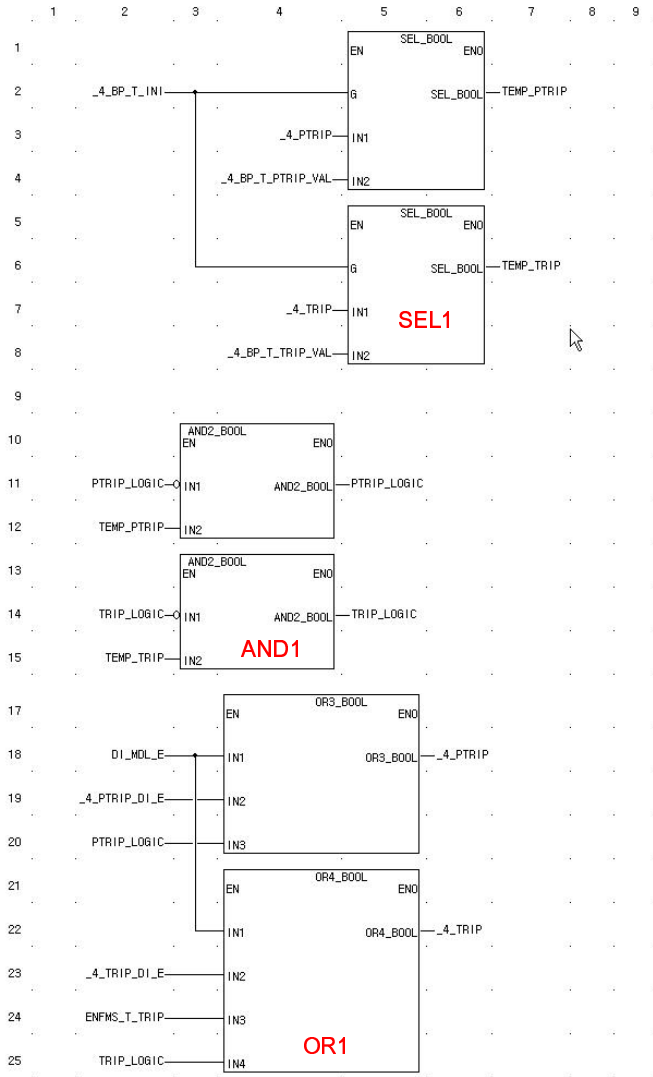 1 2 3 4 5 6 7 8 9
1 SEL_BOOL
EN ENO
2 _4_BP_T_INI G SEL_BOOL TEMP_PTRIP
3 _4_PTRIP IN1
4 _4_BP_T_PTRIP_VAL IN2
5 SEL_BOOL
EN ENO
6 G SEL_BOOL TEMP_TRIP
7 _4_TRIP IN1
SEL1
8 _4_BP_T_TRIP_VAL IN2
9
10 AND2_BOOL
EN ENO
11 PTRIP_LOGIC IN1 AND2_BOOL PTRIP_LOGIC
12 TEMP_PTRIP IN2
13 AND2_BOOL
EN ENO
14 TRIP_LOGIC IN1 AND2_BOOL TRIP_LOGIC
AND1
15 TEMP_TRIP IN2
17 OR3_BOOL
EN ENO
18 DI_MDL_E IN1 OR3_BOOL _4_PTRIP
19 _4_PTRIP_DI_E IN2
20 PTRIP_LOGIC IN3
21 OR4_BOOL
EN ENO
22 IN1 OR4_BOOL _4_TRIP
23 _4_TRIP_DI_E IN2
24 ENFMS_T_TRIP IN3
OR1
25 TRIP_LOGIC IN4